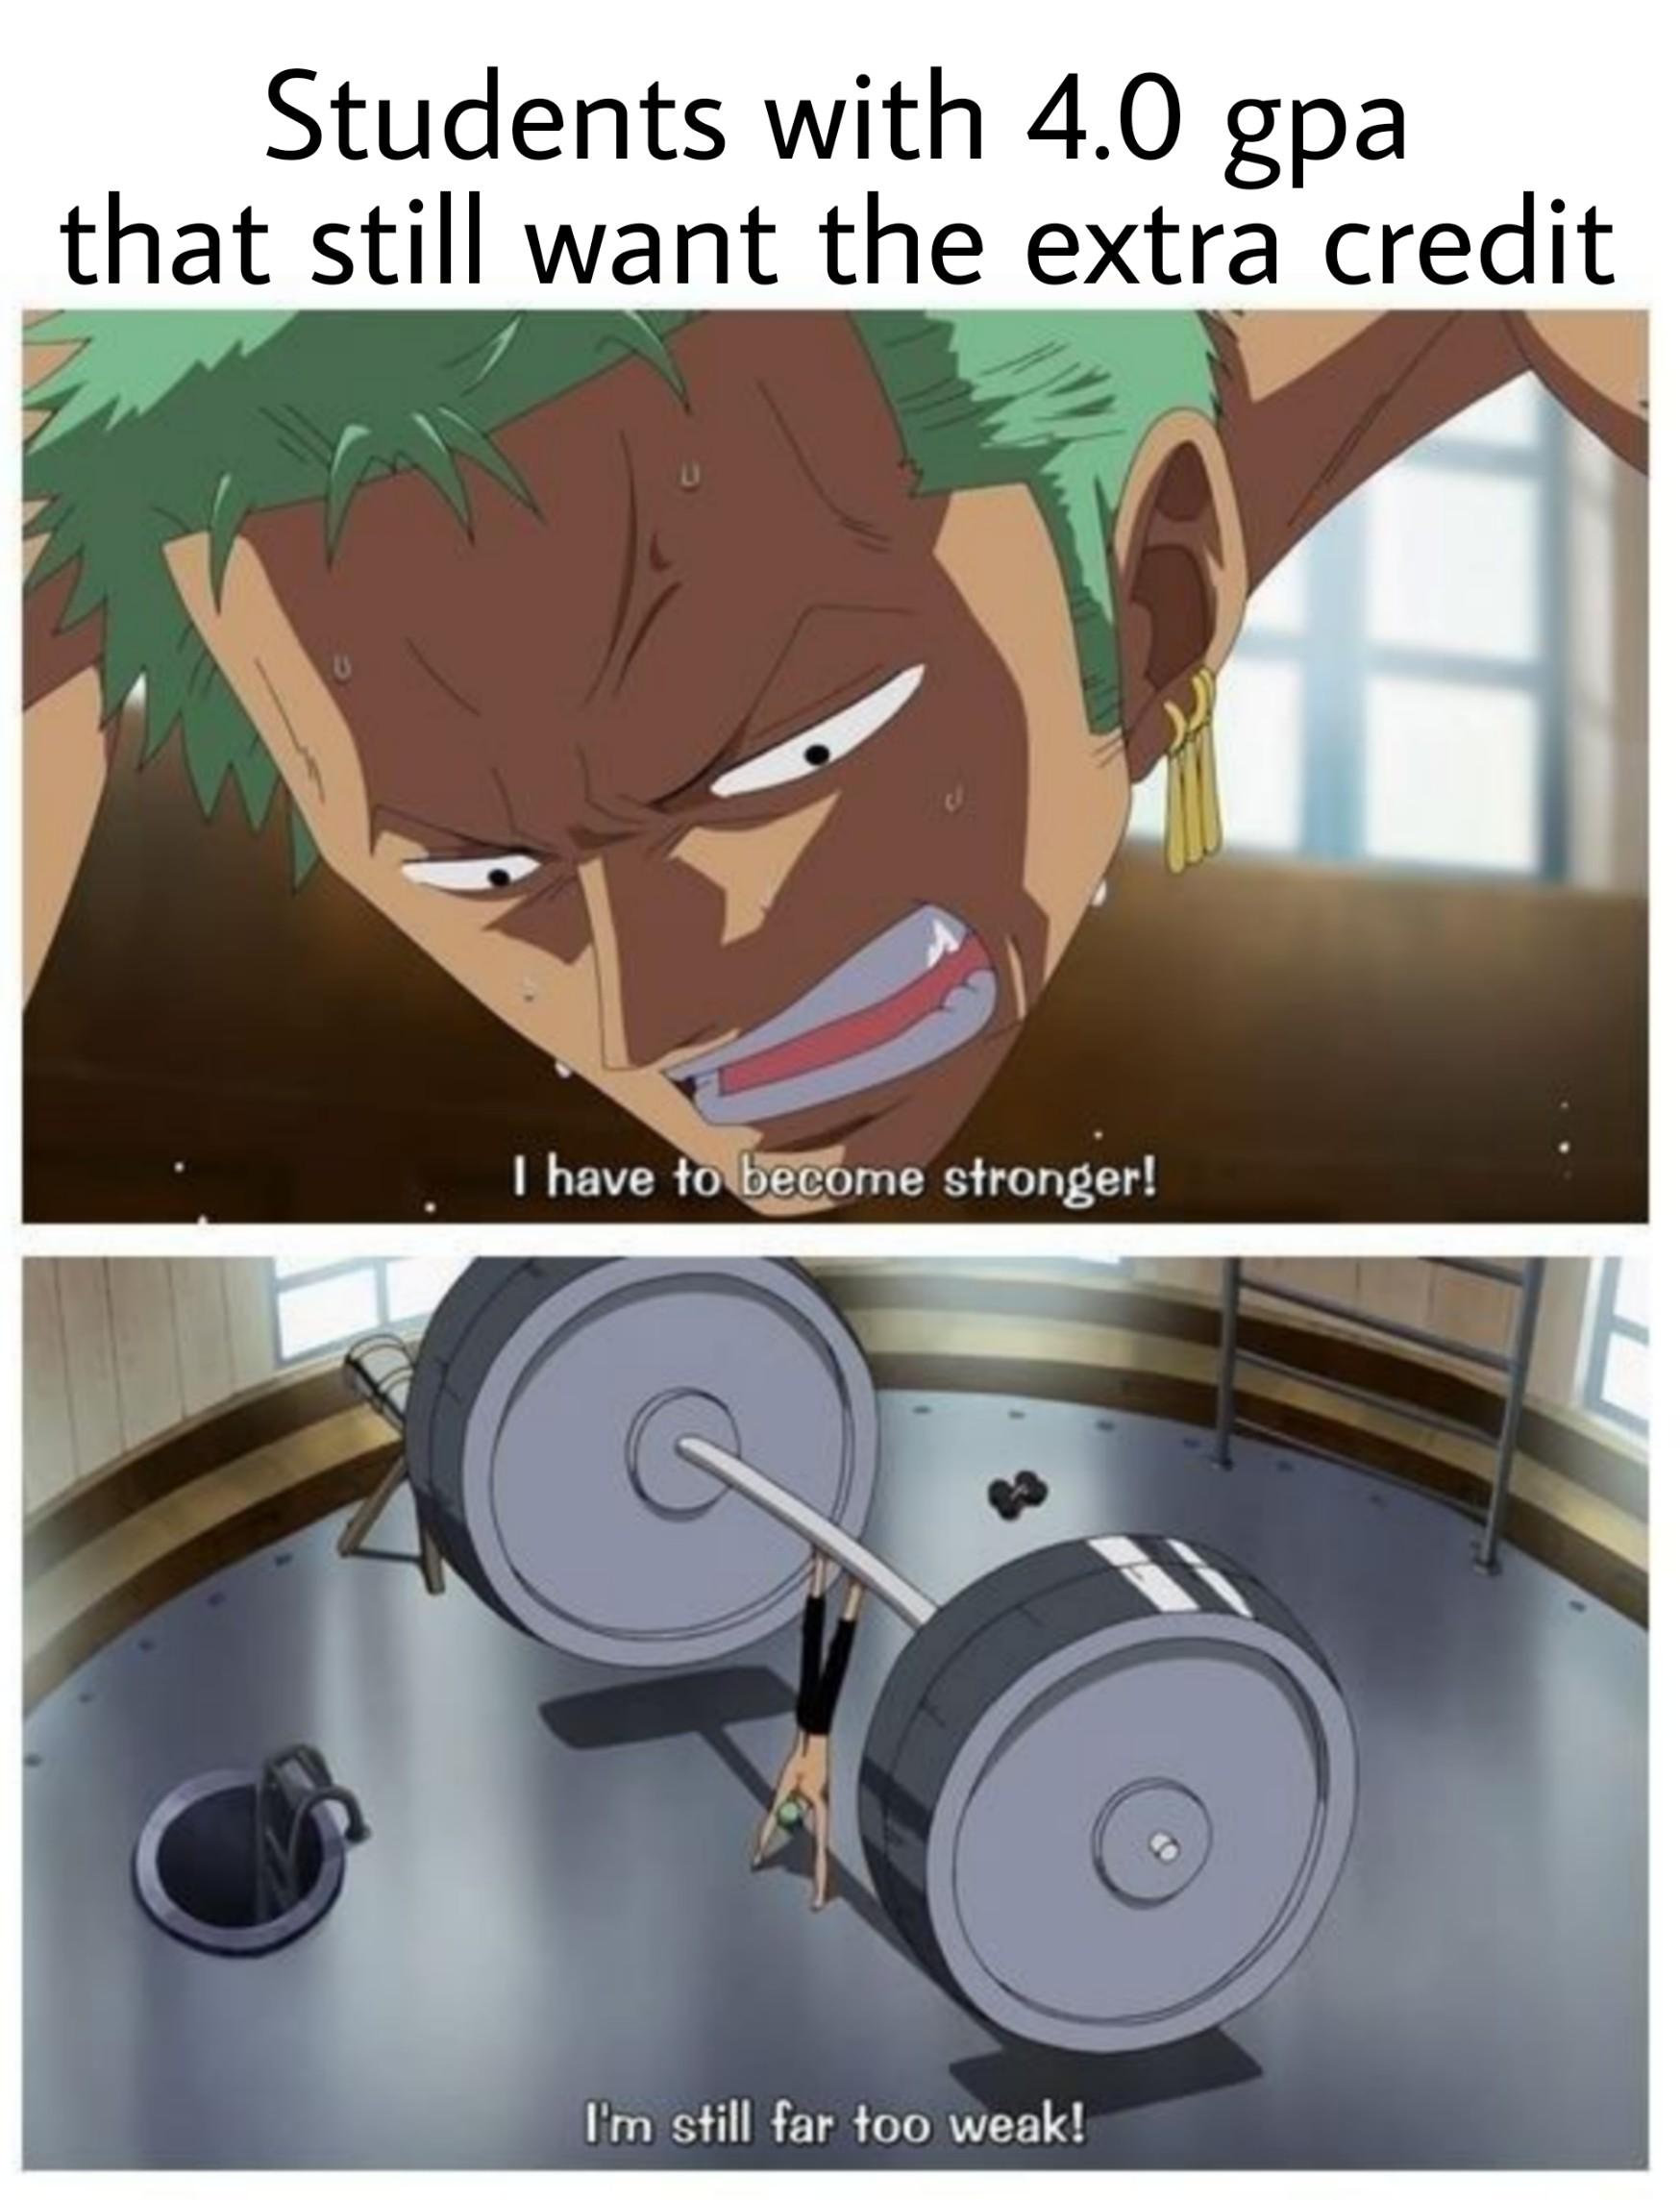 Students with 4.0 gpa
that still want the extra credit
I have to become stronger!
I'm still far too weak!